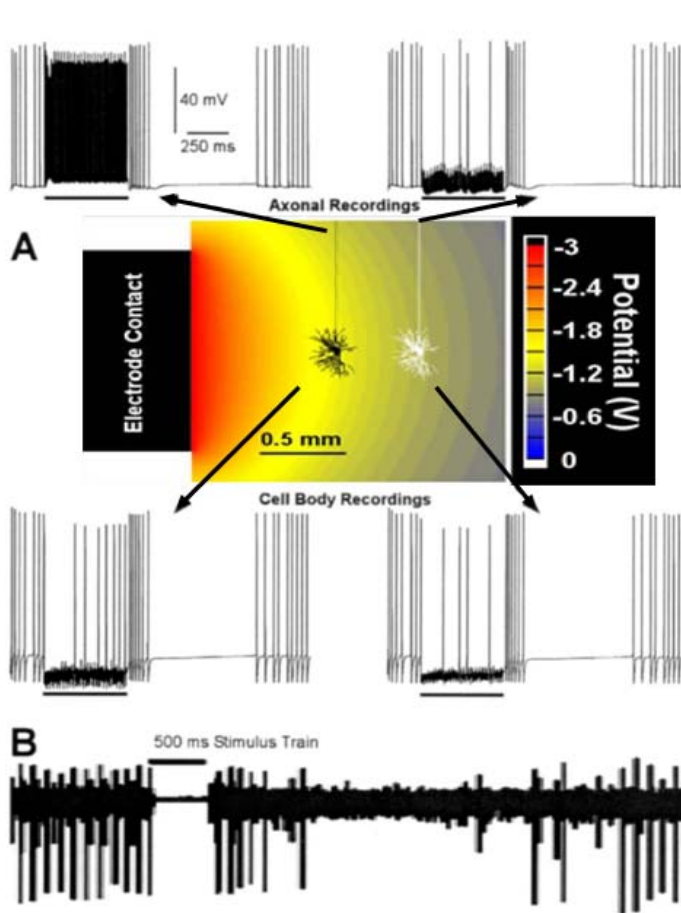 40 mV
250 ms
Axonal Recordings
A
Electrode Contact
0.5 mm
-3
-2.4
-1.8
-1.2
-0.6
0
Potential (V)
Cell Body Recordings
B
500 ms Stimulus Train